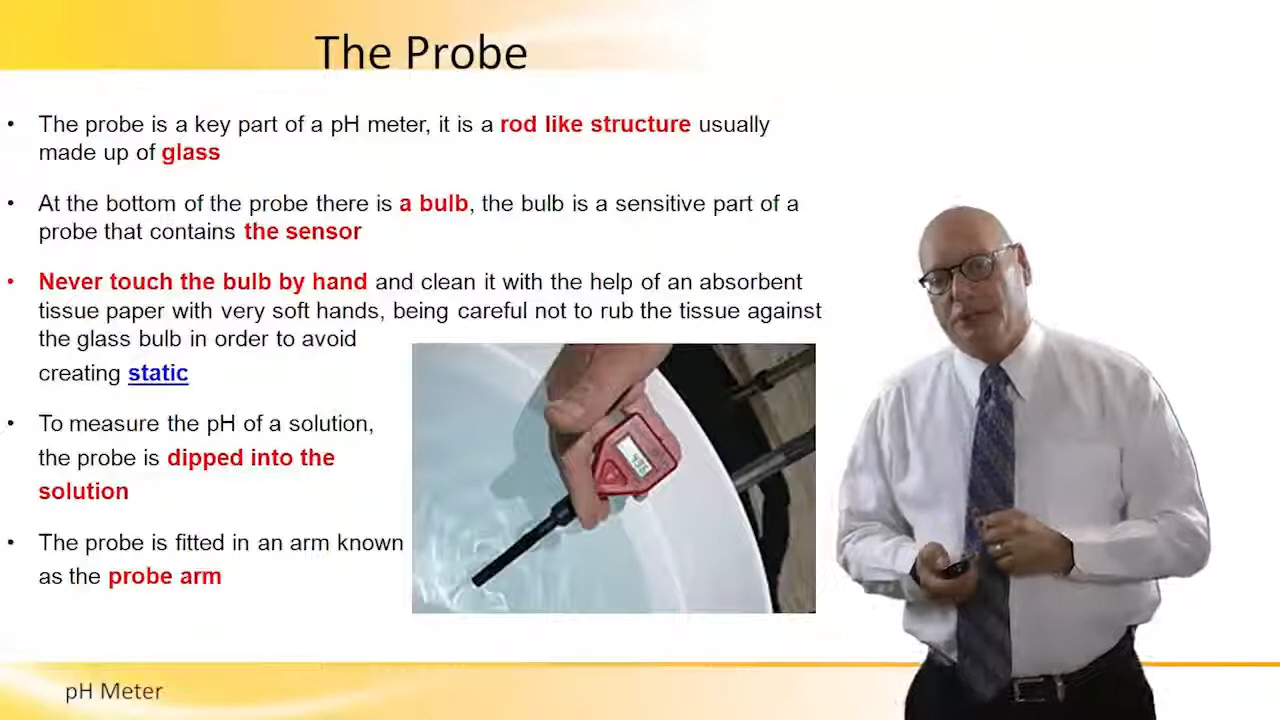 The Probe
• The probe is a key part of a pH meter, it is a rod like structure usually
made up of glass
• At the bottom of the probe there is a bulb, the bulb is a sensitive part of a
probe that contains the sensor
• Never touch the bulb by hand and clean it with the help of an absorbent
tissue paper with very soft hands, being careful not to rub the tissue against
the glass bulb in order to avoid
creating static
• To measure the pH of a solution,
the probe is dipped into the
solution
• The probe is fitted in an arm known
as the probe arm
pH Meter